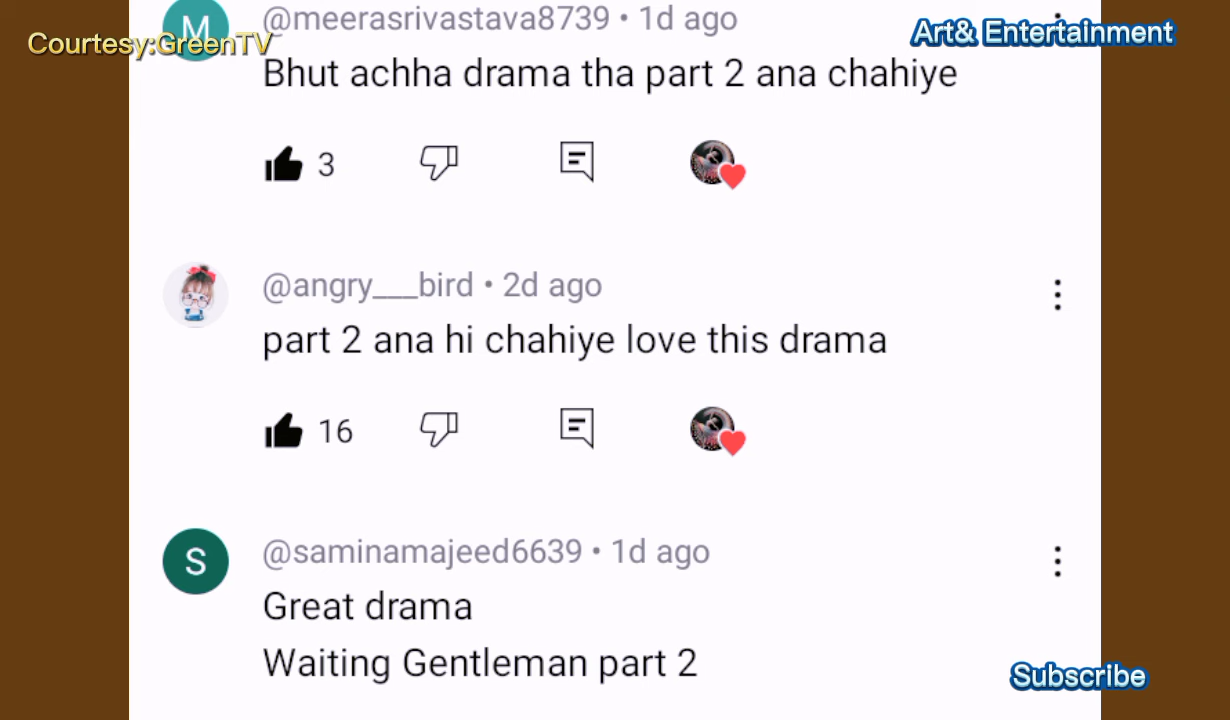 Courtesy:GreenTV
Art& Entertainment
M
@meerasrivastava8739 • 1d ago
Bhut achha drama tha part 2 ana chahiye
3
@angry___bird • 2d ago
part 2 ana hi chahiye love this drama
16
S
@saminamajeed6639 • 1d ago
Great drama
Waiting Gentleman part 2
Subscribe